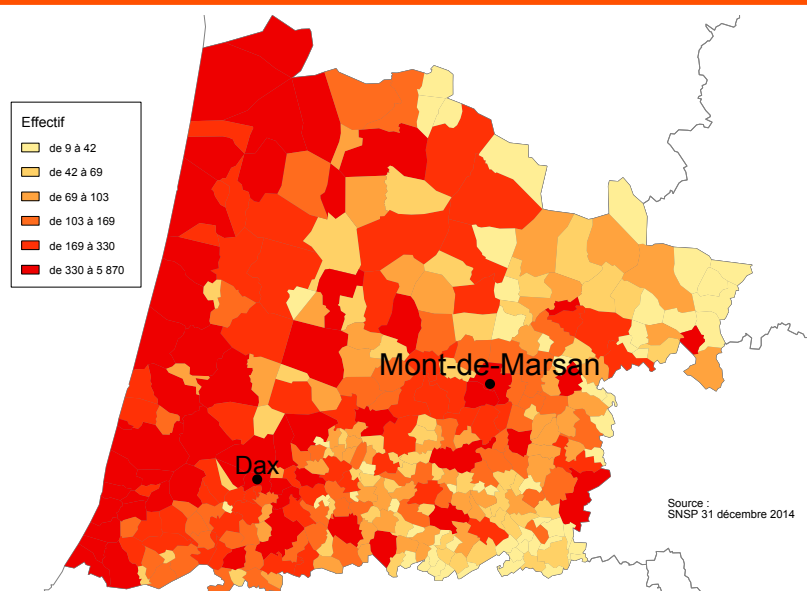 Effectif
de 9 à 42
de 42 à 69
de 69 à 103
de 103 à 169
de 169 à 330
de 330 à 5 870
Mont-de-Marsan
Dax
Source :
SNSP 31 décembre 2014